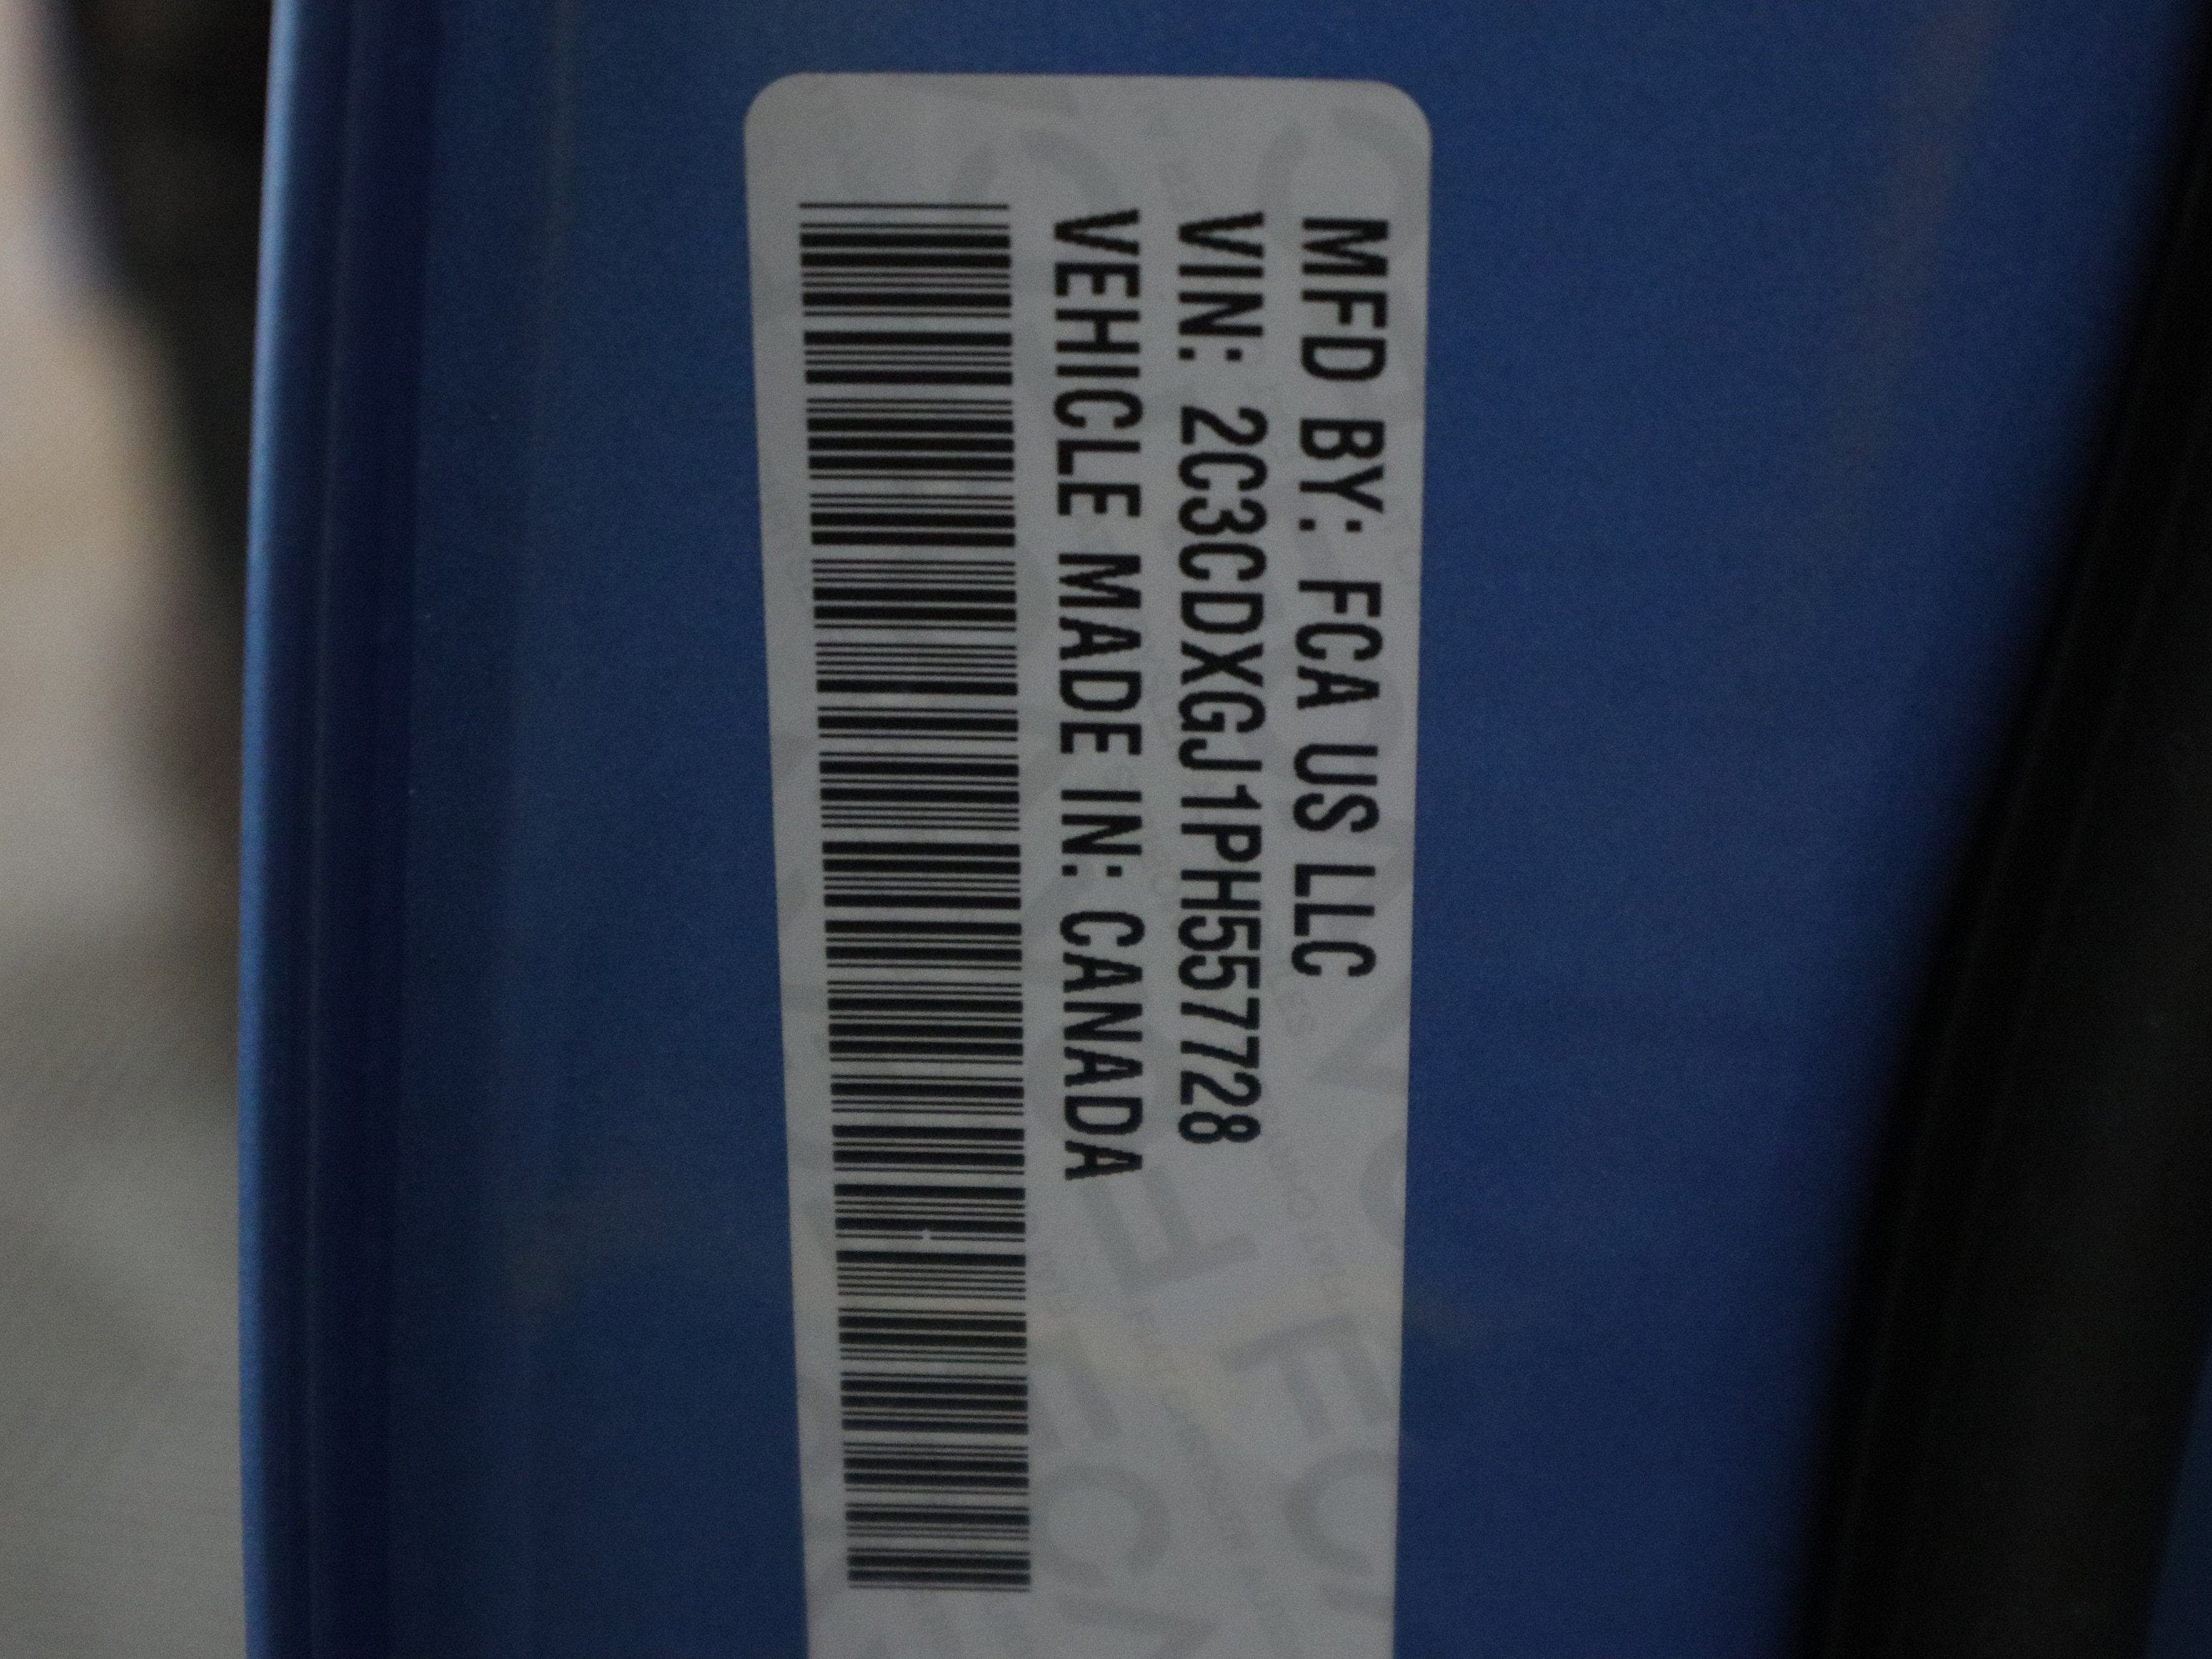 MFD BY: FCA US LLC
VIN: 2C3CDXGJ1PH557728
VEHICLE MADE IN: CANADA